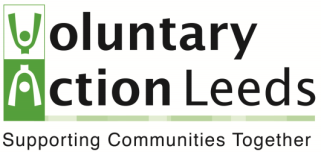 Voluntary
Action Leeds
Supporting Communities Together